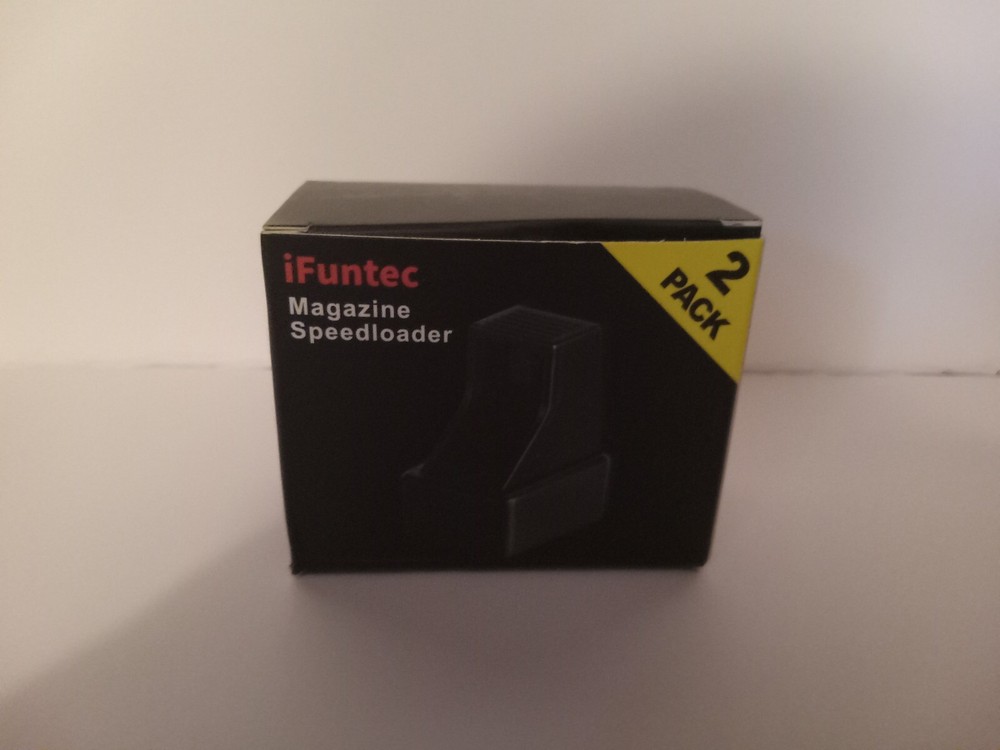 iFuntec
Magazine
Speedloader
2
PACK